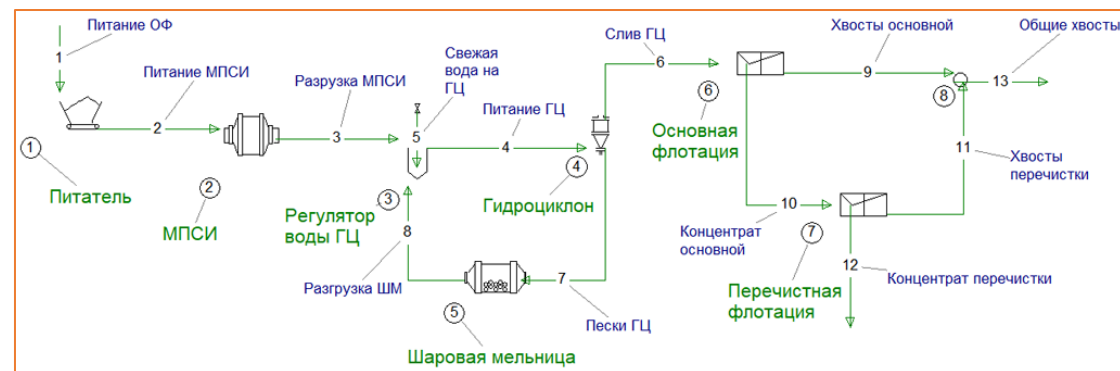 Питание ОФ
1
Питание МПСИ
2
1
Питатель
2
МПСИ
Разрузка МПСИ
3
Свежая
вода на
ГЦ
5
Питание ГЦ
4
3
Регулятор
воды ГЦ
8
Разгрузка ШМ
4
Гидроциклон
5
Шаровая мельница
7
Пески ГЦ
Слив ГЦ
6
6
Основная
флотация
Хвосты основной
9
8
Общие хвосты
13
11
Хвосты
перечистки
10
Концентрат
основной
7
Перечистная
флотация
12
Концентрат перечистки